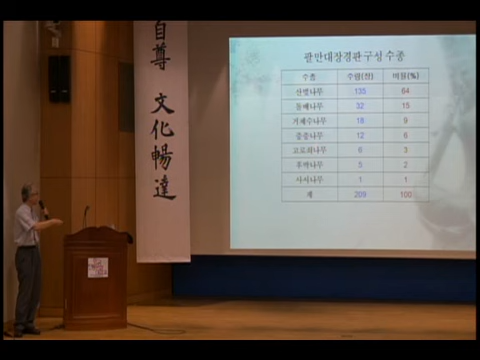 自尊 文化暢達
팔만대장경판 구성 수종
수종 수량(점) 비율(%)
산벚나무 135 64
돌배나무 32 15
거제수나무 18 9
층층나무 12 6
고로쇠나무 6 3
후박나무 5 2
사시나무 1 1
계 209 100